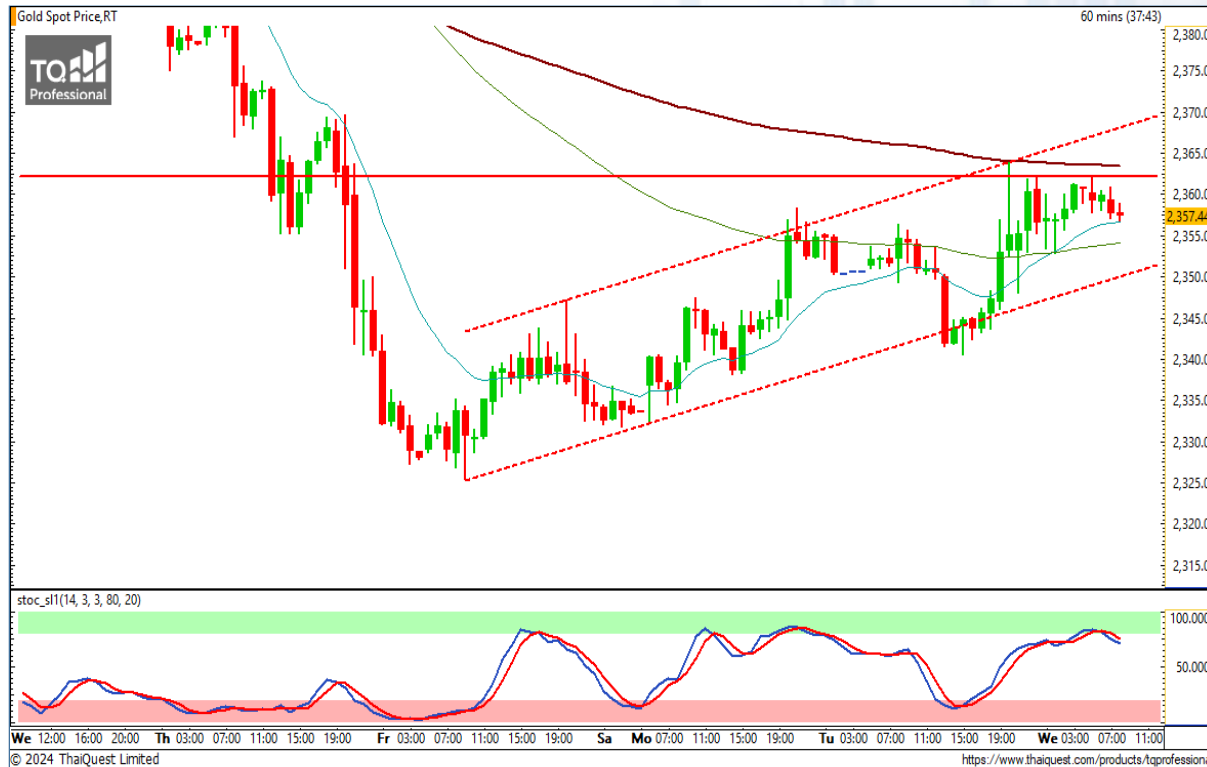 Gold Spot Price,RT
60 mins (37:43)
TQ
Professional
2,380.0
2,375.0
2,370.0
2,365.0
2,360.0
2,357.44
2,355.0
2,350.0
2,345.0
2,340.0
2,335.0
2,330.0
2,325.0
2,320.0
2,315.0
stoc_sl1(14, 3, 3, 80, 20)
100.000
50.000
We 12:00 16:00 20:00 Th 03:00 07:00 11:00 15:00 19:00 Fr 03:00 07:00 11:00 15:00 19:00 Sa Mo 07:00 11:00 15:00 19:00 Tu 03:00 07:00 11:00 15:00 19:00 We 03:00 07:00 11:00
© 2024 ThaiQuest Limited
https://www.thaiquest.com/products/tqprofessiona